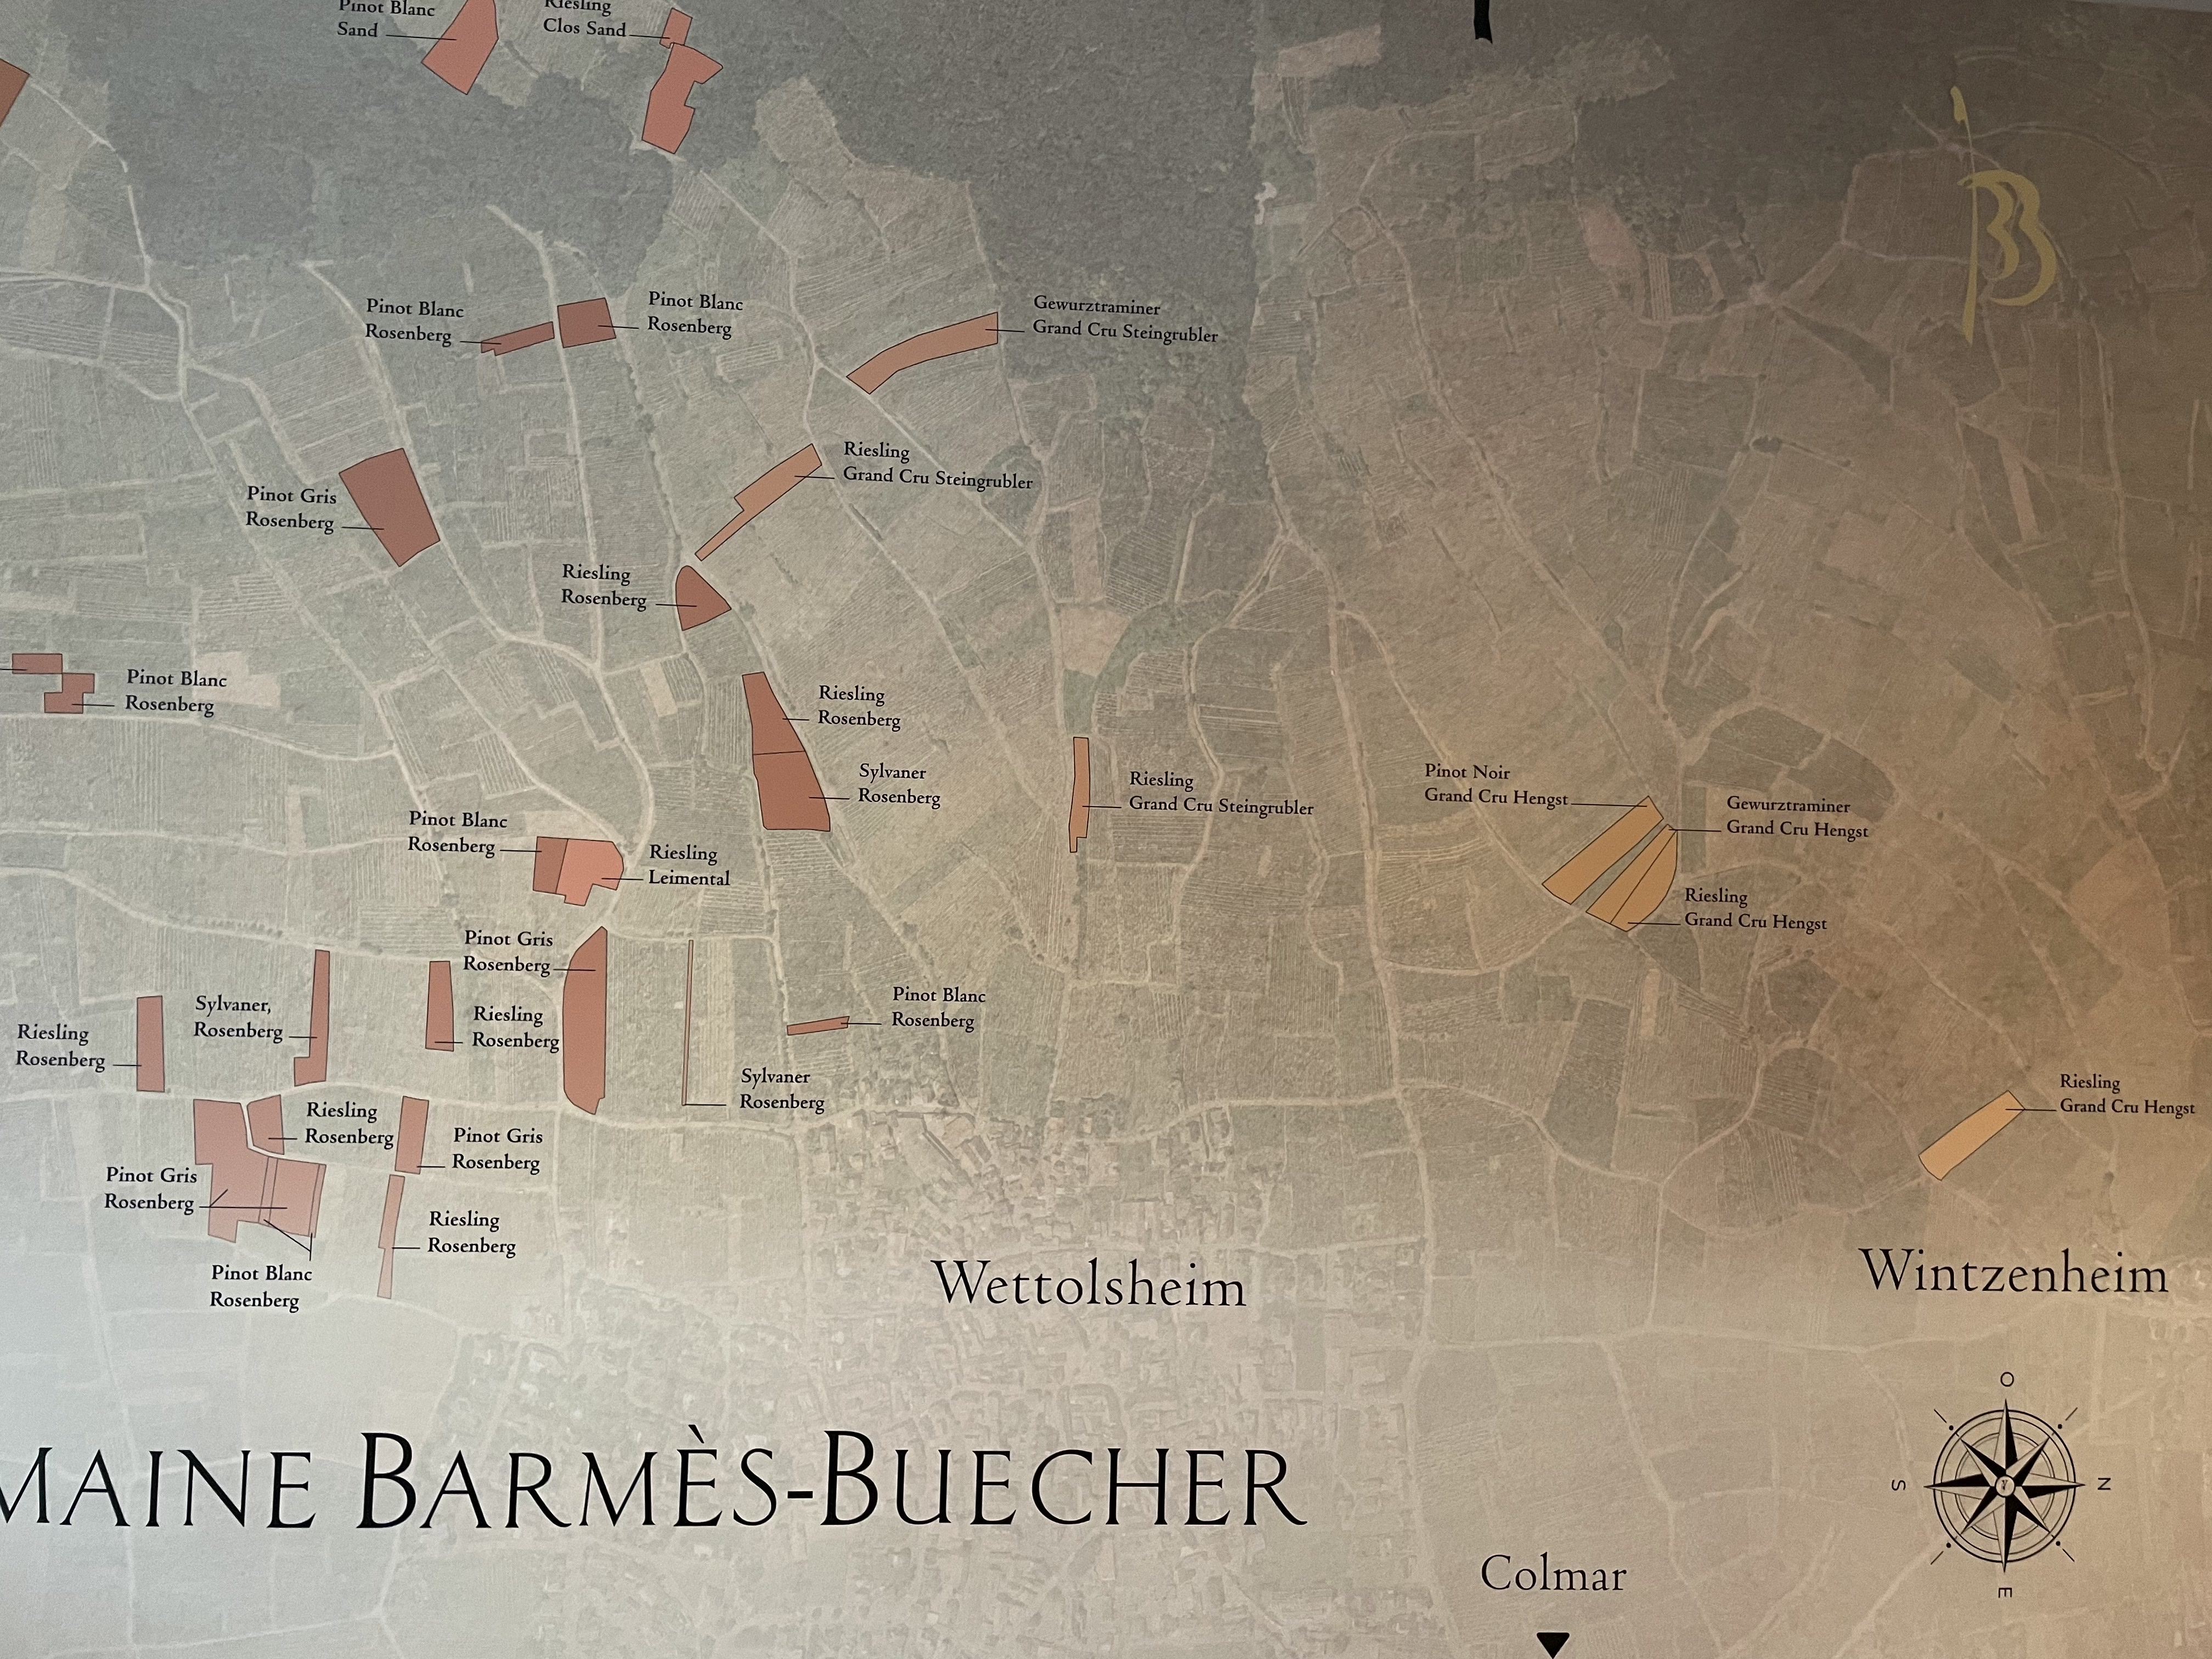 Pinot Blanc
Sand
Riesling
Clos Sand
Pinot Blanc
Rosenberg
Pinot Blanc
Rosenberg
Gewurztraminer
Grand Cru Steingrubler
Riesling
Grand Cru Steingrubler
Pinot Gris
Rosenberg
Riesling
Rosenberg
Pinot Blanc
Rosenberg
Riesling
Rosenberg
Sylvaner
Rosenberg
Riesling
Grand Cru Steingrubler
Pinot Noir
Grand Cru Hengst
Gewurztraminer
Grand Cru Hengst
Riesling
Grand Cru Hengst
Pinot Blanc
Rosenberg
Riesling
Leimental
Pinot Gris
Rosenberg
Sylvaner,
Rosenberg
Riesling
Rosenberg
Riesling
Rosenberg
Pinot Blanc
Rosenberg
Sylvaner
Rosenberg
Riesling
Grand Cru Hengst
Riesling
Rosenberg
Pinot Gris
Rosenberg
Pinot Gris
Rosenberg
Riesling
Rosenberg
Pinot Blanc
Rosenberg
Wettolsheim
Wintzenheim
O
S
N
E
MAINE BARMÈS-BUECHER
Colmar